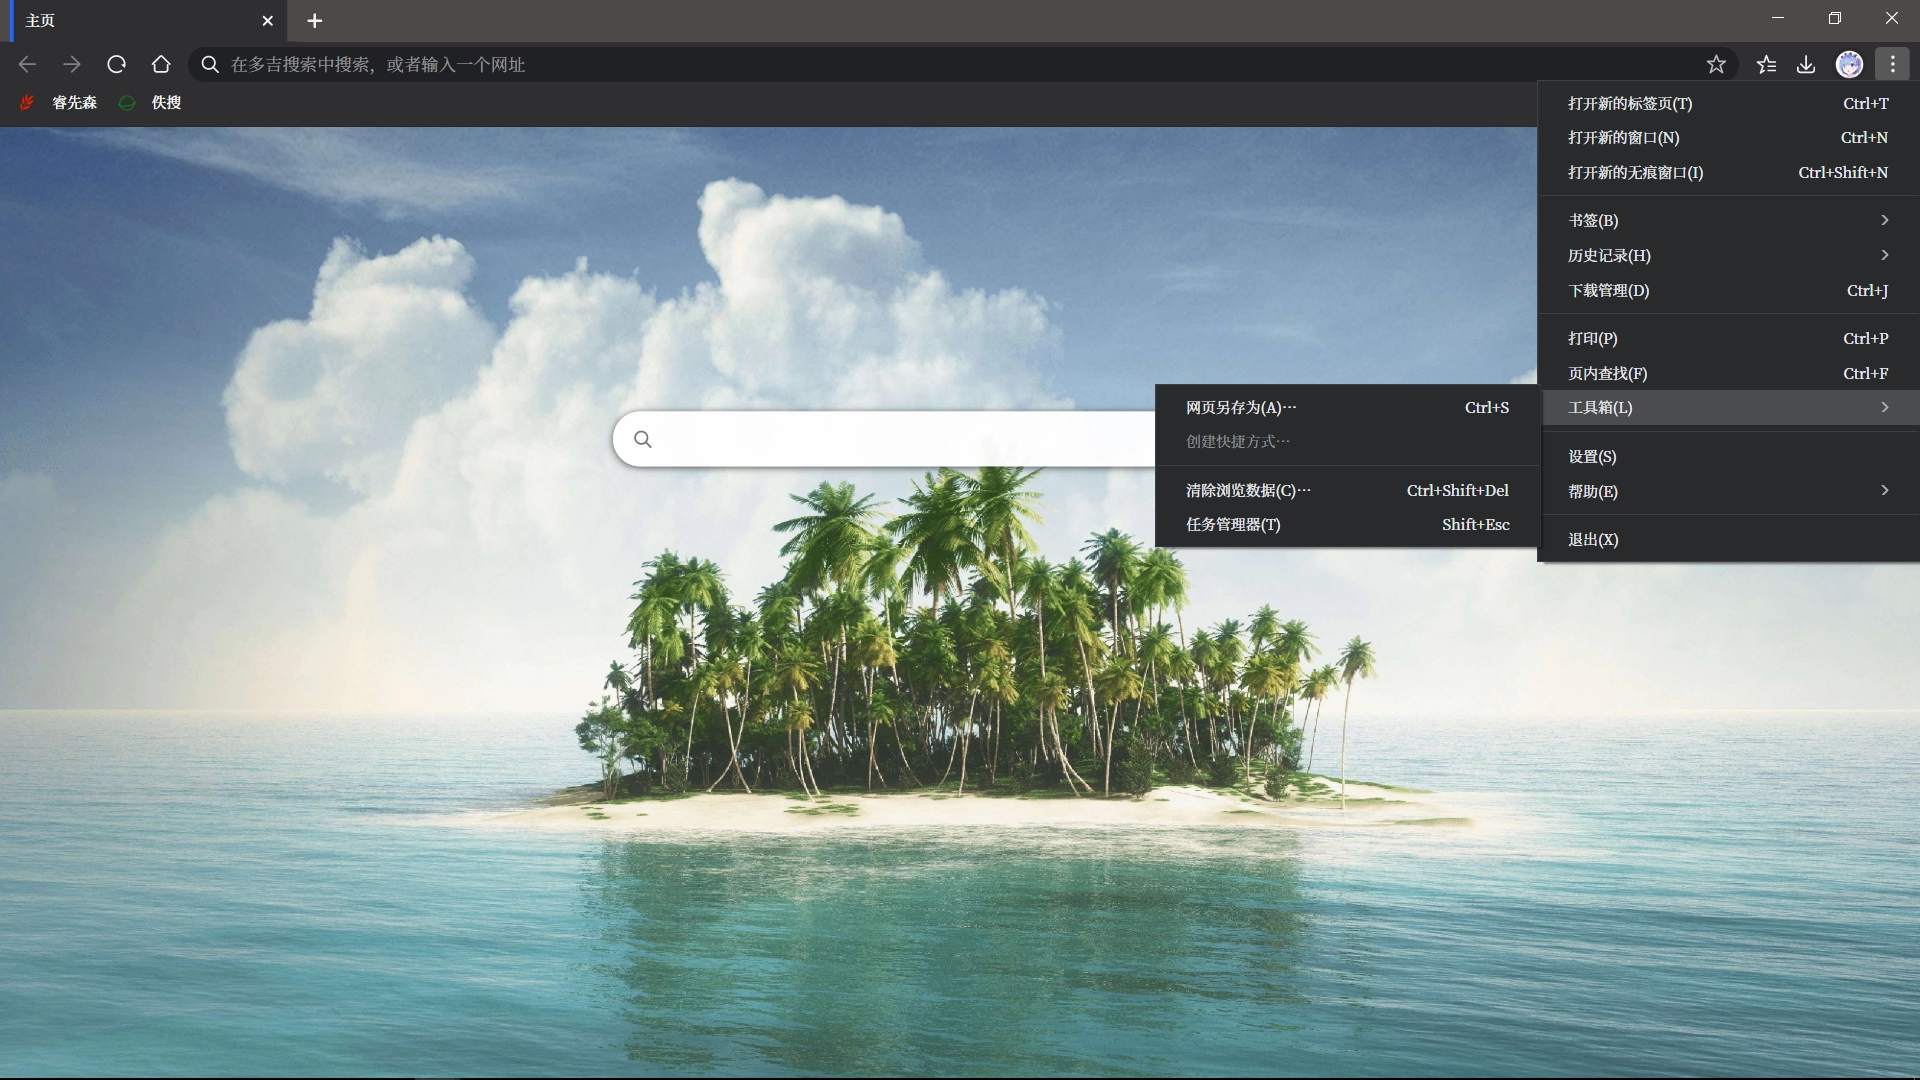 主页
在多吉搜索中搜索，或者输入一个网址
睿先森
佚搜
打开新的标签页(T) Ctrl+T
打开新的窗口(N) Ctrl+N
打开新的无痕窗口(I) Ctrl+Shift+N
书签(B)
历史记录(H)
下载管理(D) Ctrl+J
打印(P) Ctrl+P
页内查找(F) Ctrl+F
工具箱(L)
网页另存为(A)… Ctrl+S
创建快捷方式…
清除浏览数据(C)… Ctrl+Shift+Del
任务管理器(T) Shift+Esc
设置(S)
帮助(E)
退出(X)